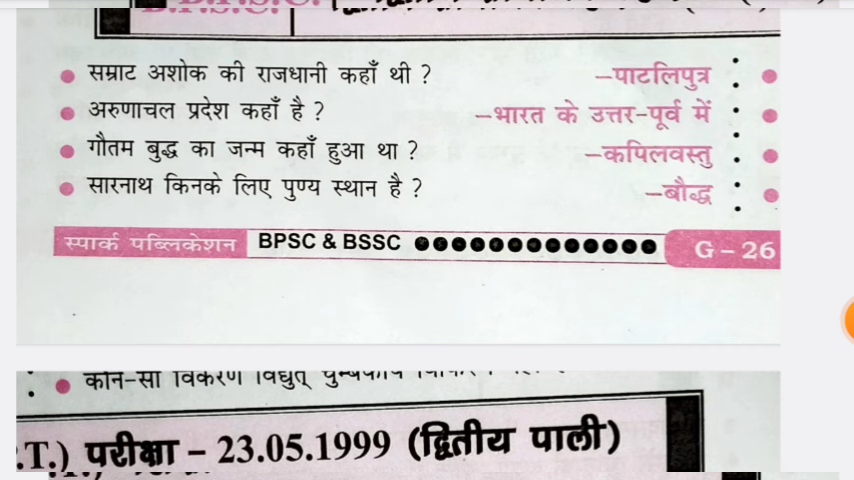 B.P.S.C.
सम्राट अशोक की राजधानी कहाँ थी ? –पाटलिपुत्र
अरुणाचल प्रदेश कहाँ है ? –भारत के उत्तर-पूर्व में
गौतम बुद्ध का जन्म कहाँ हुआ था ? –कपिलवस्तु
सारनाथ किनके लिए पुण्य स्थान है ? –बौद्ध
स्पार्क पब्लिकेशन BPSC & BSSC G – 26
कौन-सा विकिरण विद्युत्
.T.) परीक्षा – 23.05.1999 (द्वितीय पाली)